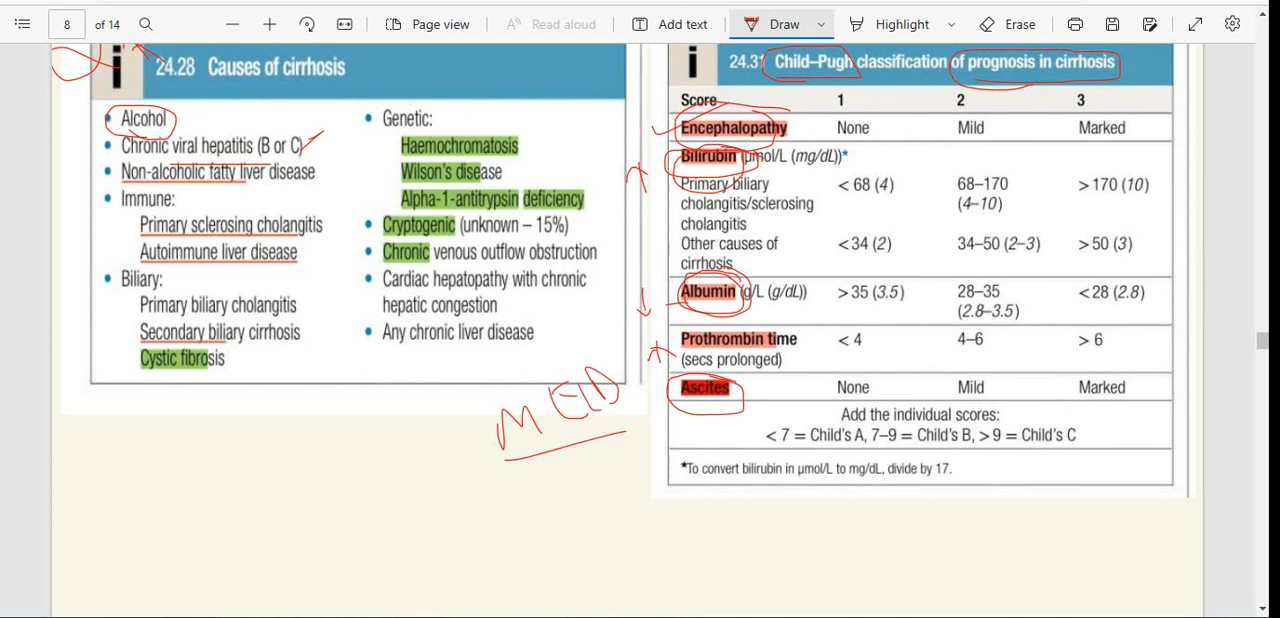 8
of 14
Page view
Read aloud
Add text
Draw
Highlight
Erase
i
24.28 Causes of cirrhosis
• Alcohol
• Chronic viral hepatitis (B or C)
• Non-alcoholic fatty liver disease
• Immune:
Primary sclerosing cholangitis
Autoimmune liver disease
• Biliary:
Primary biliary cholangitis
Secondary biliary cirrhosis
Cystic fibrosis
• Genetic:
Haemochromatosis
Wilson's disease
Alpha-1-antitrypsin deficiency
• Cryptogenic (unknown – 15%)
• Chronic venous outflow obstruction
• Cardiac hepatopathy with chronic
hepatic congestion
• Any chronic liver disease
i
24.31 Child–Pugh classification of prognosis in cirrhosis
Score 1 2 3
Encephalopathy None Mild Marked
Bilirubin (μmol/L (mg/dL))*
Primary biliary < 68 (4) 68–170 > 170 (10)
cholangitis/sclerosing (4–10)
cholangitis
Other causes of < 34 (2) 34–50 (2–3) > 50 (3)
cirrhosis
Albumin (g/L (g/dL)) > 35 (3.5) 28–35 < 28 (2.8)
(2.8–3.5)
Prothrombin time < 4 4–6 > 6
(secs prolonged)
Ascites None Mild Marked
Add the individual scores:
< 7 = Child's A, 7–9 = Child's B, > 9 = Child's C
*To convert bilirubin in μmol/L to mg/dL, divide by 17.